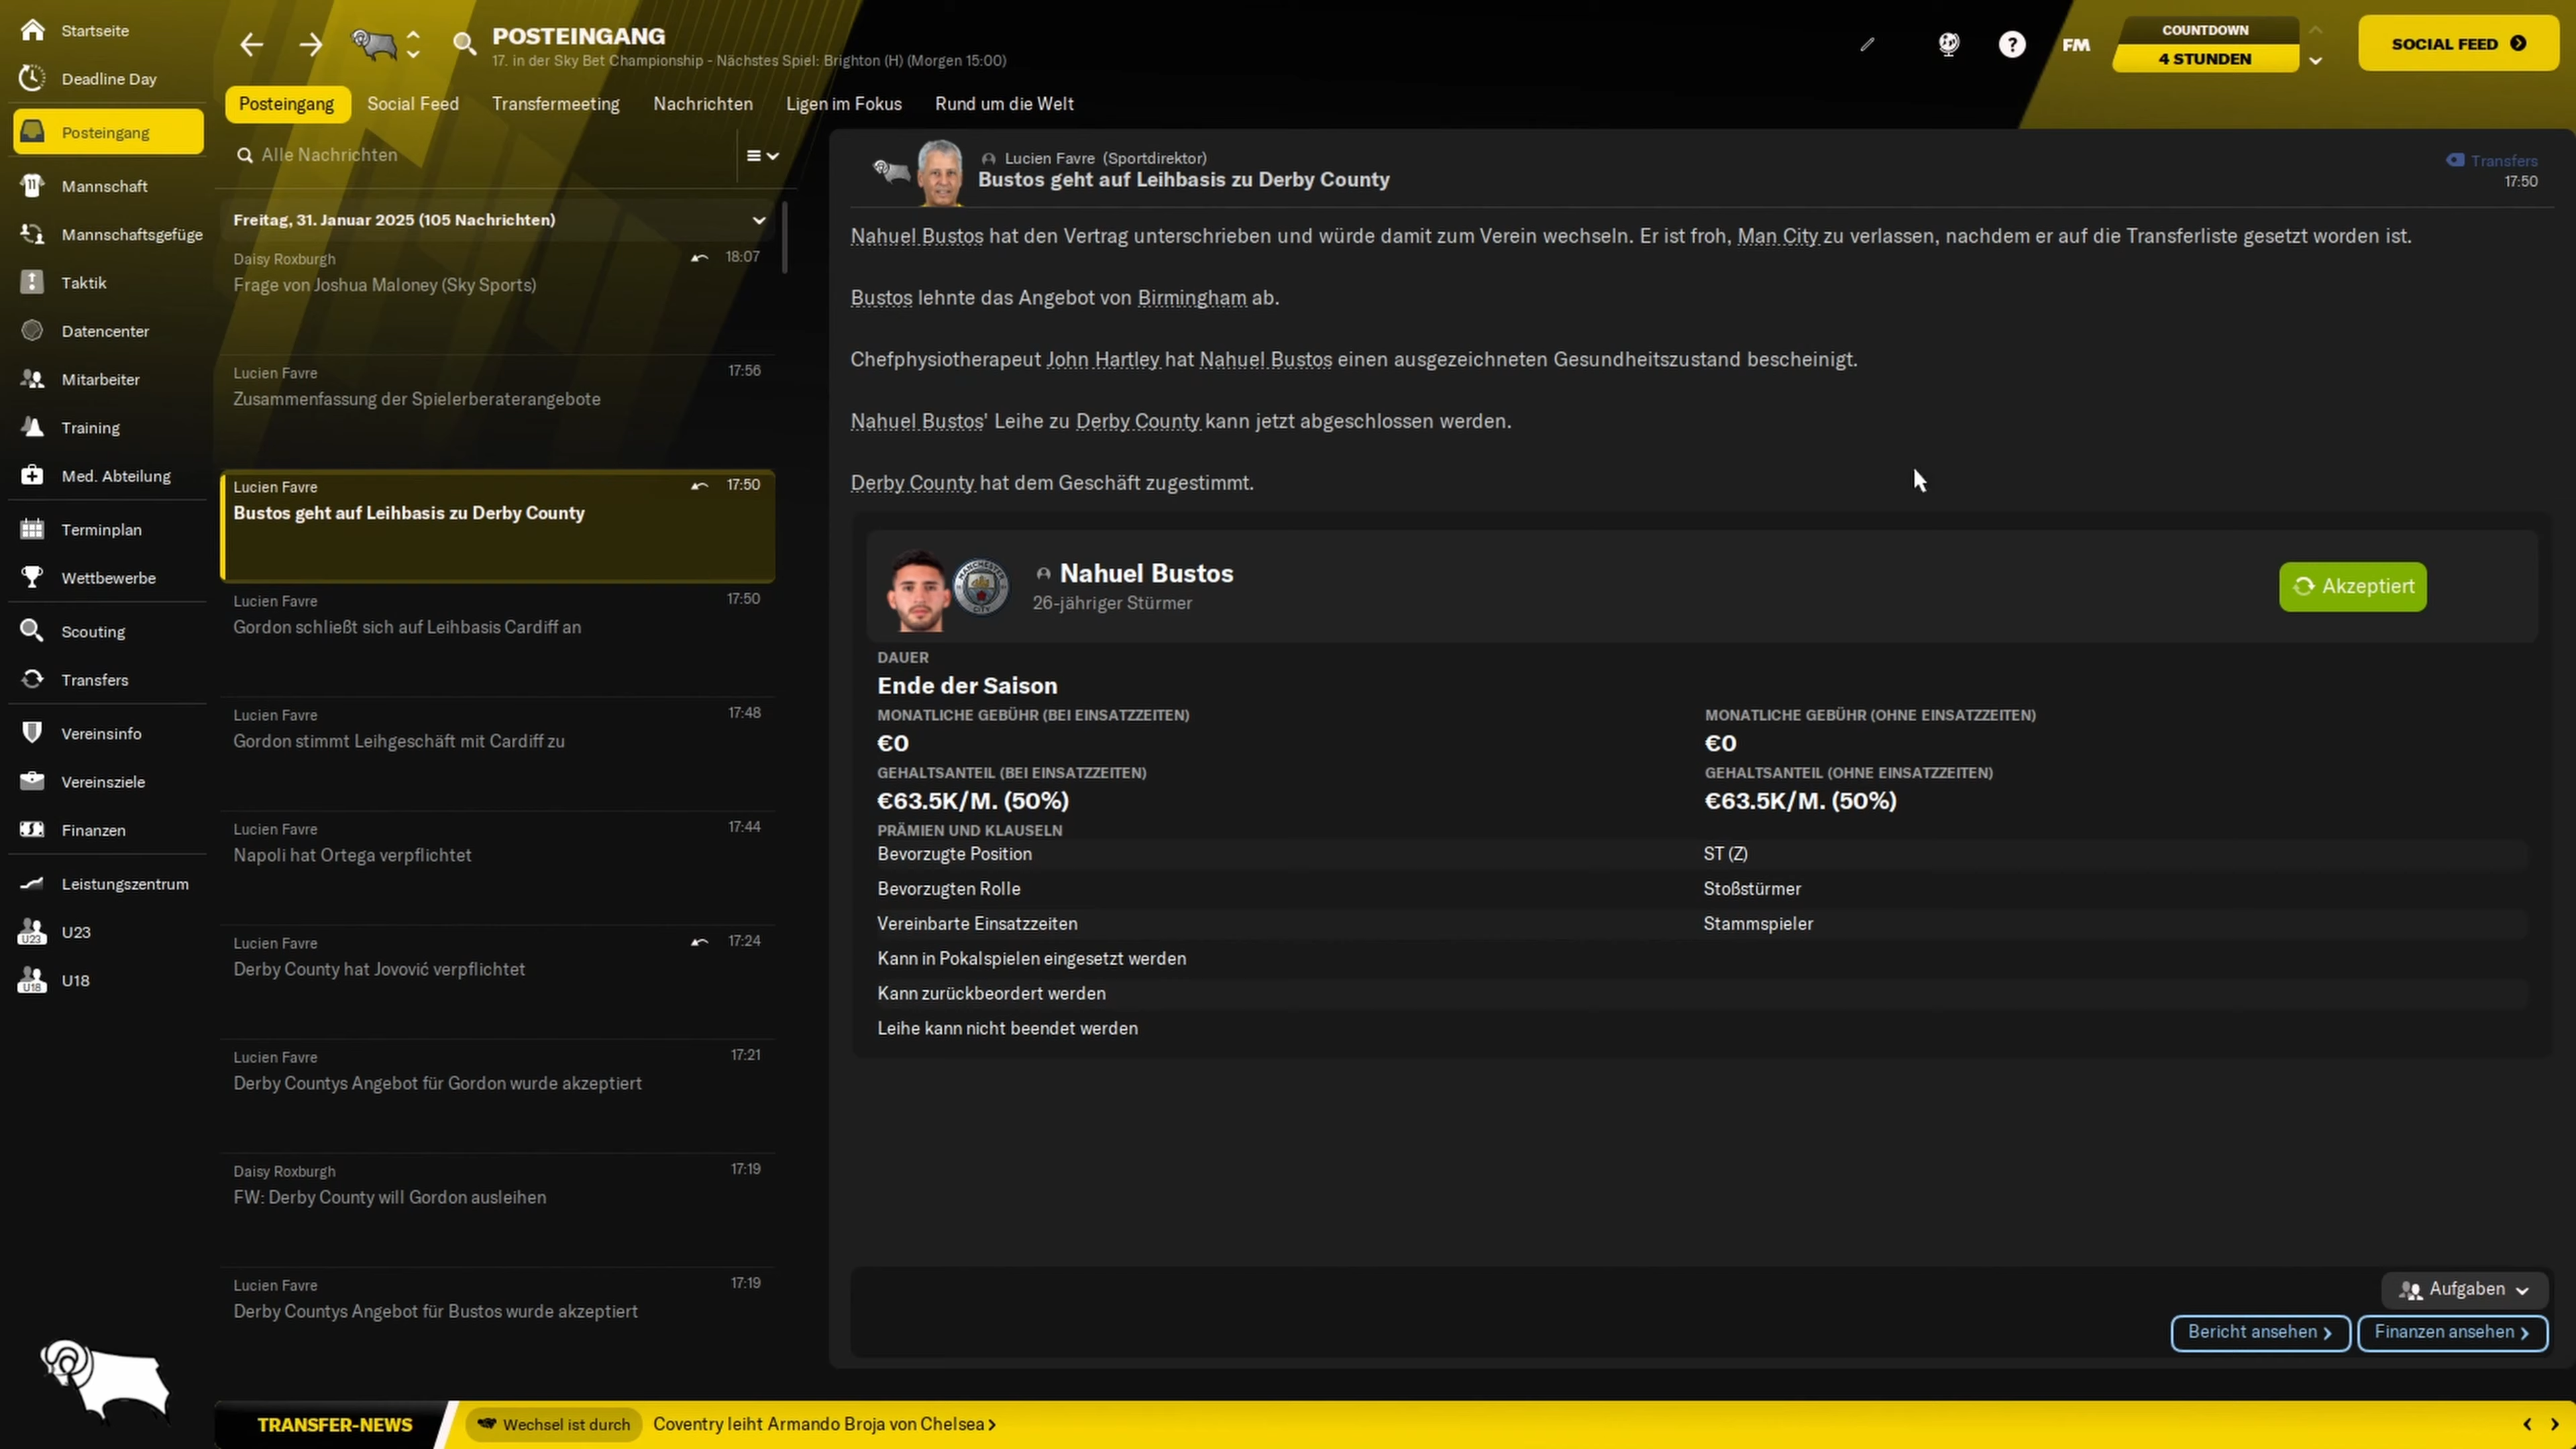 Startseite
Deadline Day
Posteingang
Mannschaft
Mannschaftsgefüge
Taktik
Datencenter
Mitarbeiter
Training
Med. Abteilung
Terminplan
Wettbewerbe
Scouting
Transfers
Vereinsinfo
Vereinsziele
Finanzen
Leistungszentrum
U23
U23
U18
U18
POSTEINGANG
17. in der Sky Bet Championship - Nächstes Spiel: Brighton (H) (Morgen 15:00)
FM
COUNTDOWN
4 STUNDEN
SOCIAL FEED
Posteingang Social Feed Transfermeeting Nachrichten Ligen im Fokus Rund um die Welt
Alle Nachrichten
Freitag, 31. Januar 2025 (105 Nachrichten)
Daisy Roxburgh 18:07
Frage von Joshua Maloney (Sky Sports)
Lucien Favre 17:56
Zusammenfassung der Spielerberaterangebote
Lucien Favre 17:50
Bustos geht auf Leihbasis zu Derby County
Lucien Favre 17:50
Gordon schließt sich auf Leihbasis Cardiff an
Lucien Favre 17:48
Gordon stimmt Leihgeschäft mit Cardiff zu
Lucien Favre 17:44
Napoli hat Ortega verpflichtet
Lucien Favre 17:24
Derby County hat Jovović verpflichtet
Lucien Favre 17:21
Derby Countys Angebot für Gordon wurde akzeptiert
Daisy Roxburgh 17:19
FW: Derby County will Gordon ausleihen
Lucien Favre 17:19
Derby Countys Angebot für Bustos wurde akzeptiert
Lucien Favre (Sportdirektor)
Bustos geht auf Leihbasis zu Derby County
Transfers
17:50
Nahuel Bustos hat den Vertrag unterschrieben und würde damit zum Verein wechseln. Er ist froh, Man City zu verlassen, nachdem er auf die Transferliste gesetzt worden ist.
Bustos lehnte das Angebot von Birmingham ab.
Chefphysiotherapeut John Hartley hat Nahuel Bustos einen ausgezeichneten Gesundheitszustand bescheinigt.
Nahuel Bustos' Leihe zu Derby County kann jetzt abgeschlossen werden.
Derby County hat dem Geschäft zugestimmt.
MANCHESTER
CITY
Nahuel Bustos
26-jähriger Stürmer
Akzeptiert
DAUER
Ende der Saison
MONATLICHE GEBÜHR (BEI EINSATZZEITEN) MONATLICHE GEBÜHR (OHNE EINSATZZEITEN)
€0 €0
GEHALTSANTEIL (BEI EINSATZZEITEN) GEHALTSANTEIL (OHNE EINSATZZEITEN)
€63.5K/M. (50%) €63.5K/M. (50%)
PRÄMIEN UND KLAUSELN
Bevorzugte Position ST (Z)
Bevorzugten Rolle Stoßstürmer
Vereinbarte Einsatzzeiten Stammspieler
Kann in Pokalspielen eingesetzt werden
Kann zurückbeordert werden
Leihe kann nicht beendet werden
Aufgaben
Bericht ansehen Finanzen ansehen
TRANSFER-NEWS Wechsel ist durch Coventry leiht Armando Broja von Chelsea